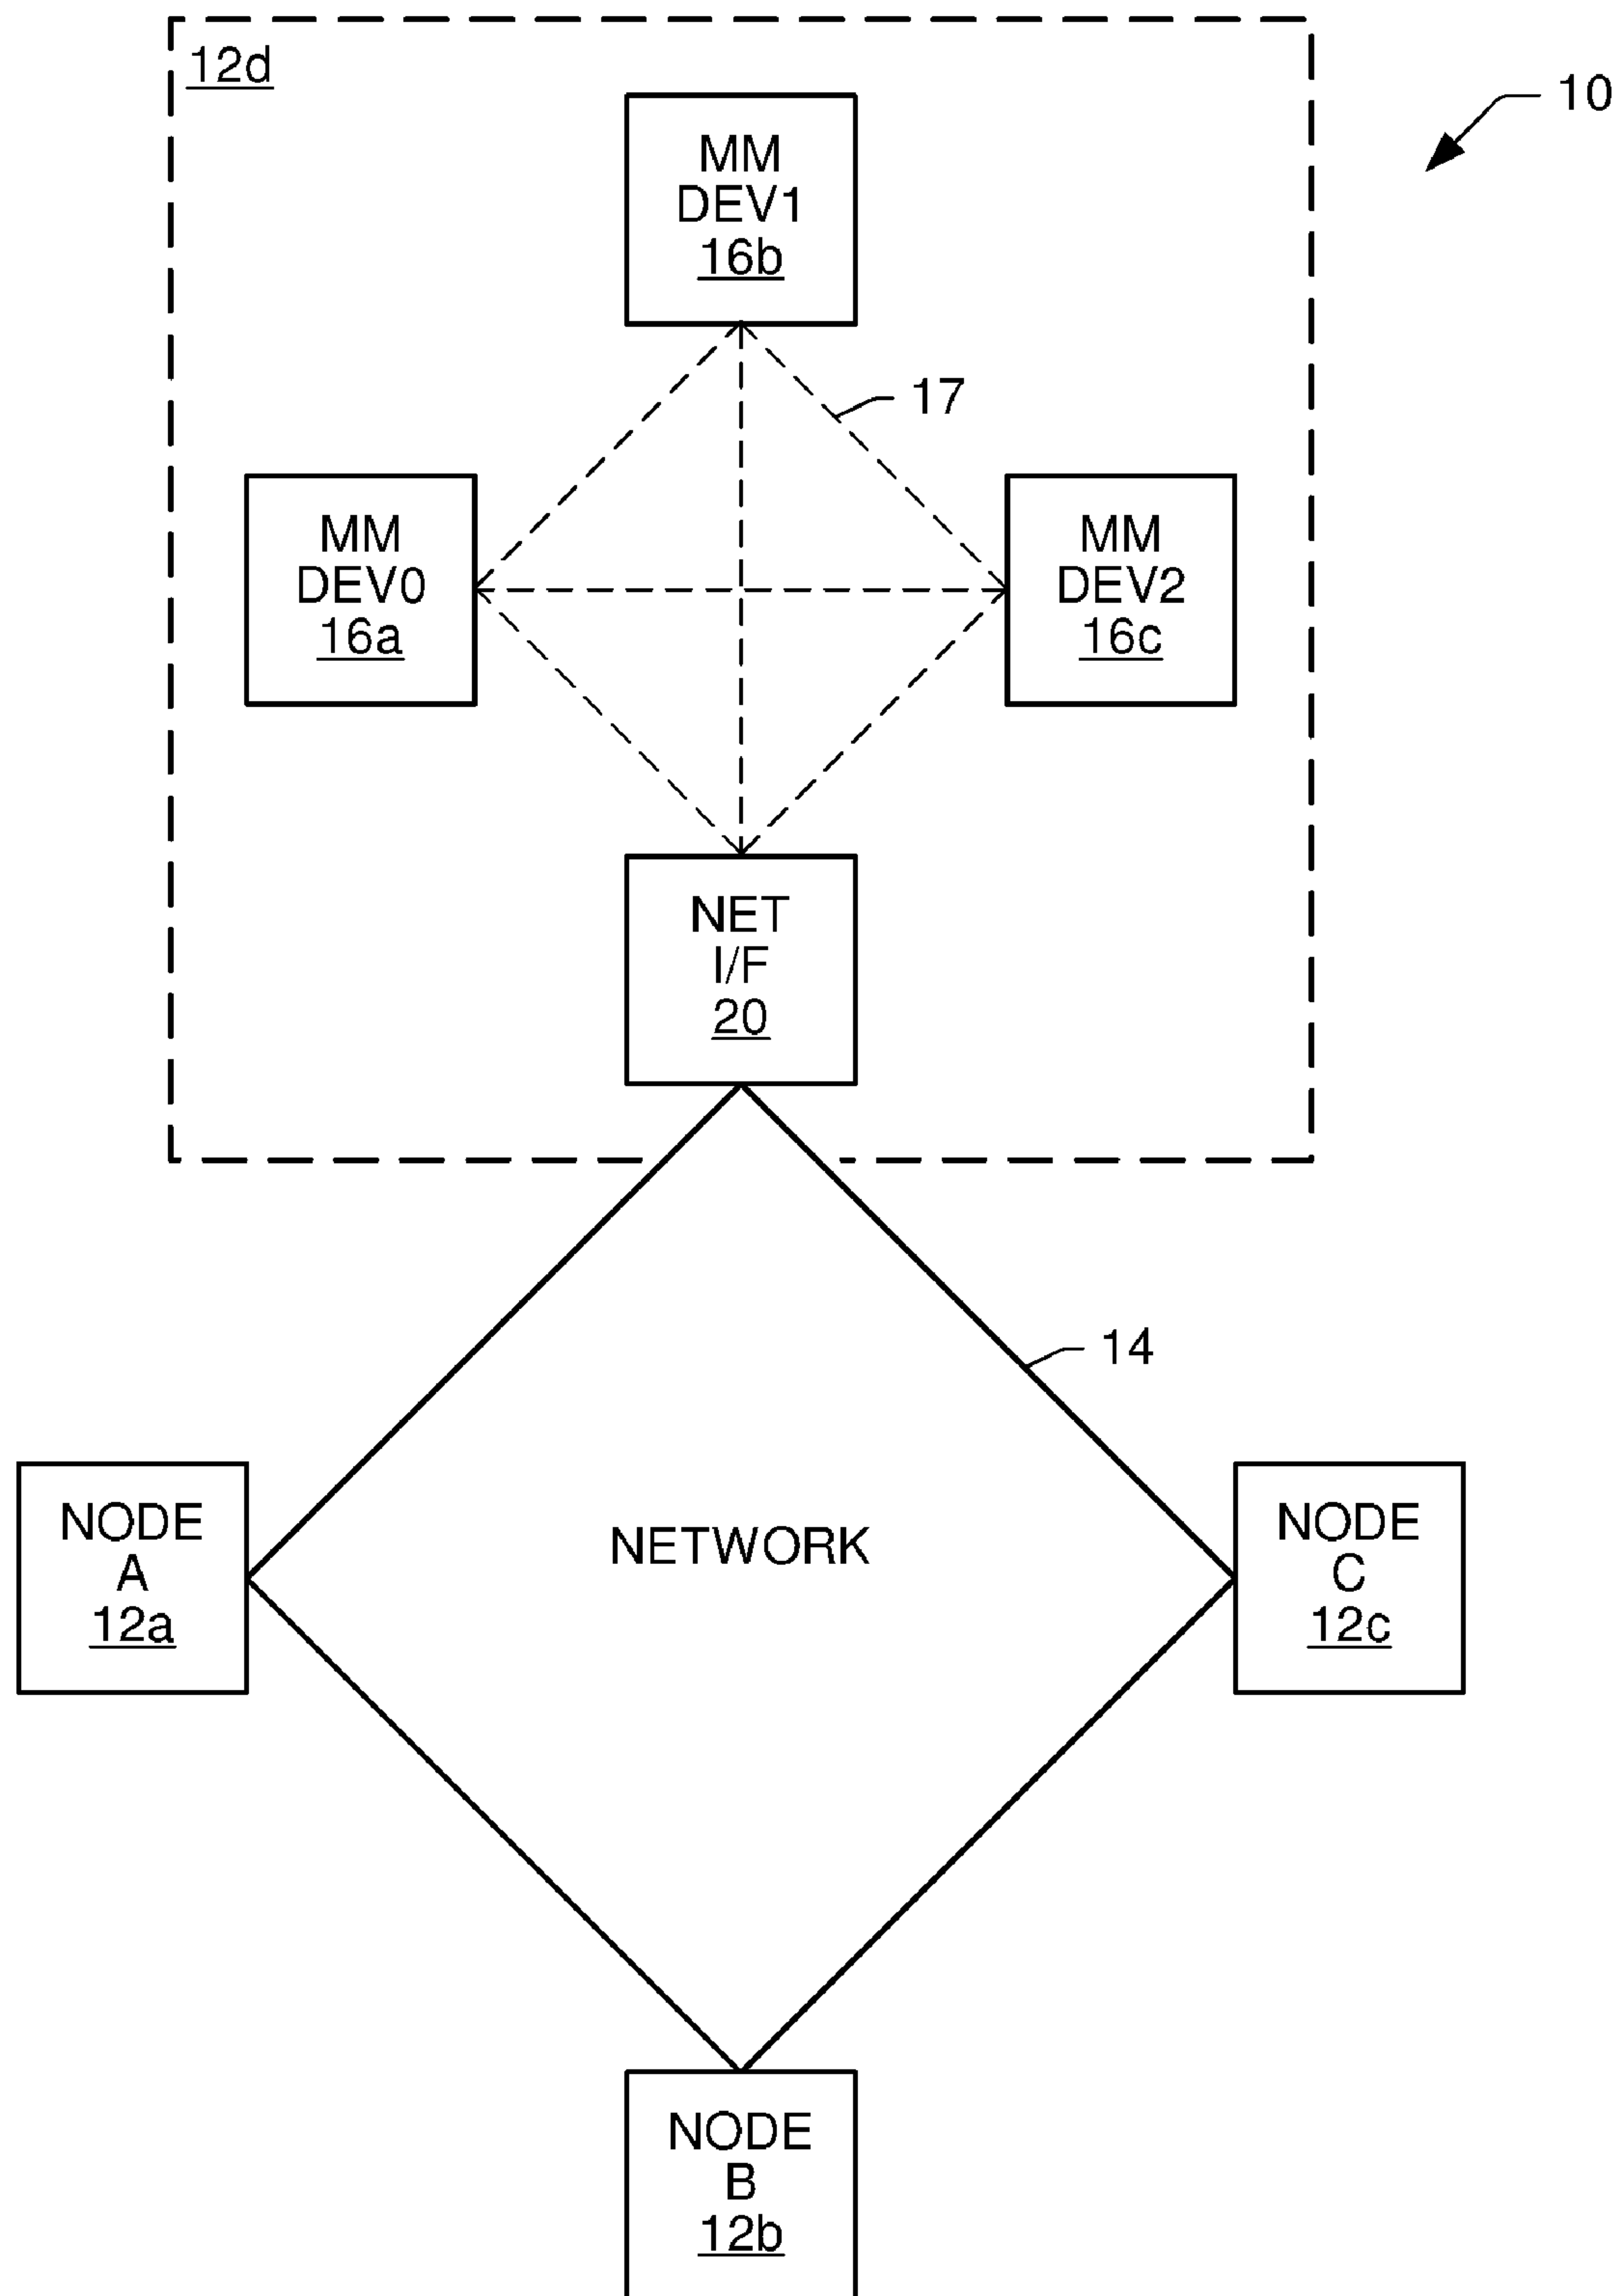 12d
10
MM
DEV1
16b
17
MM
DEV0
16a
MM
DEV2
16c
NET
I/F
20
14
NODE
A
12a
NETWORK
NODE
C
12c
NODE
B
12b